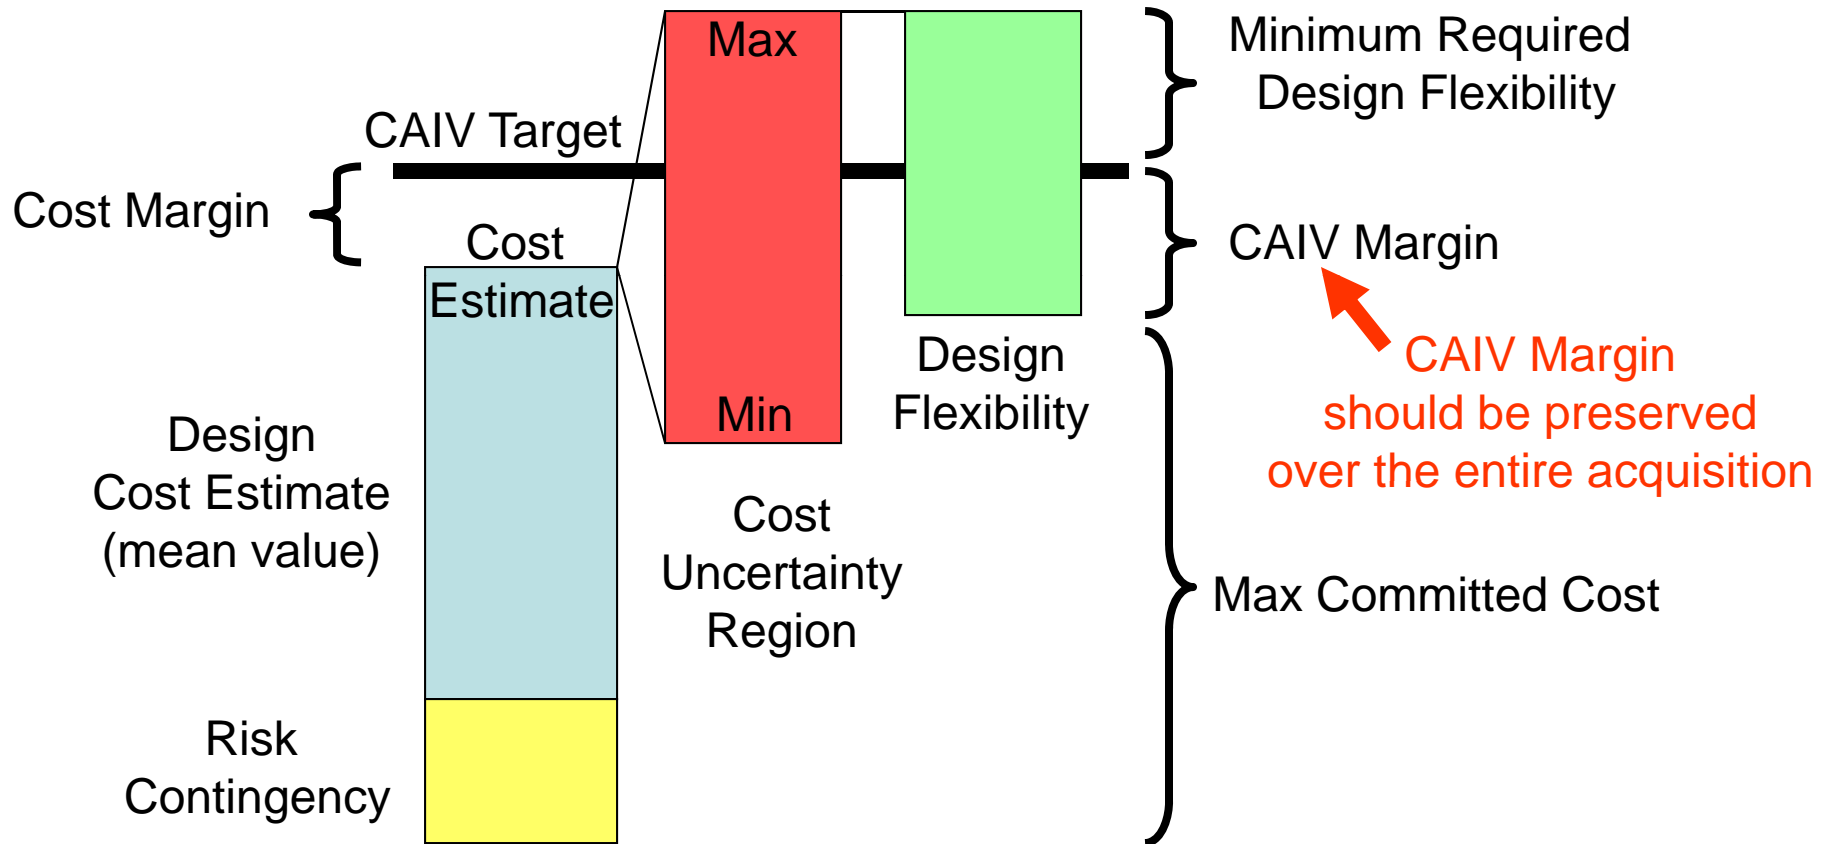 Max
Minimum Required
Design Flexibility
CAIV Target
Cost Margin
Cost
Estimate
CAIV Margin
Design
Flexibility
CAIV Margin
should be preserved
over the entire acquisition
Min
Design
Cost Estimate
(mean value)
Cost
Uncertainty
Region
Max Committed Cost
Risk
Contingency